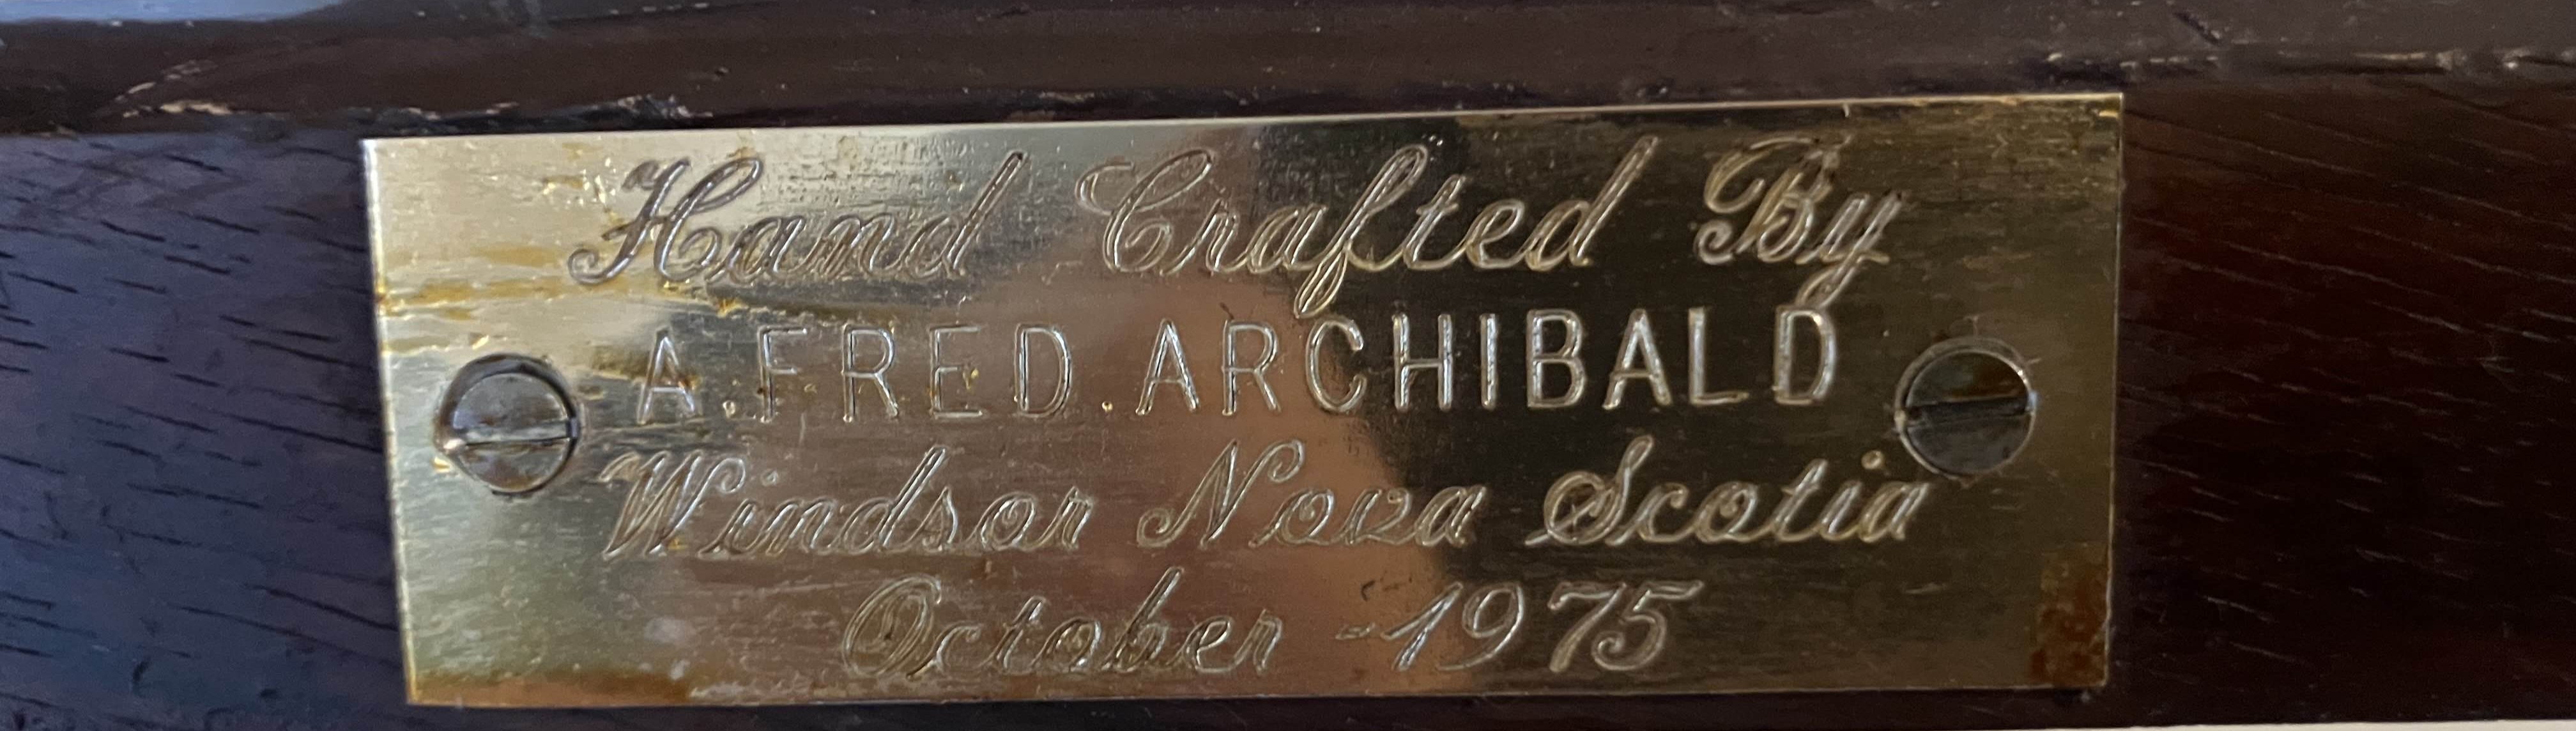 Hand Crafted By
A. FRED. ARCHIBALD
Windsor Nova Scotia
October -1975